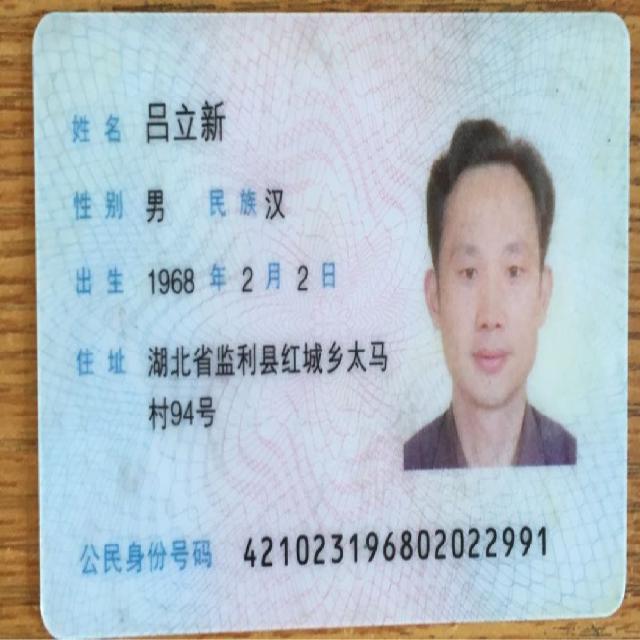 姓名 吕立新
性别 男 民族 汉
出生 1968 年 2 月 2 日
住址 湖北省监利县红城乡太马
村94号
公民身份号码 421023196802022991